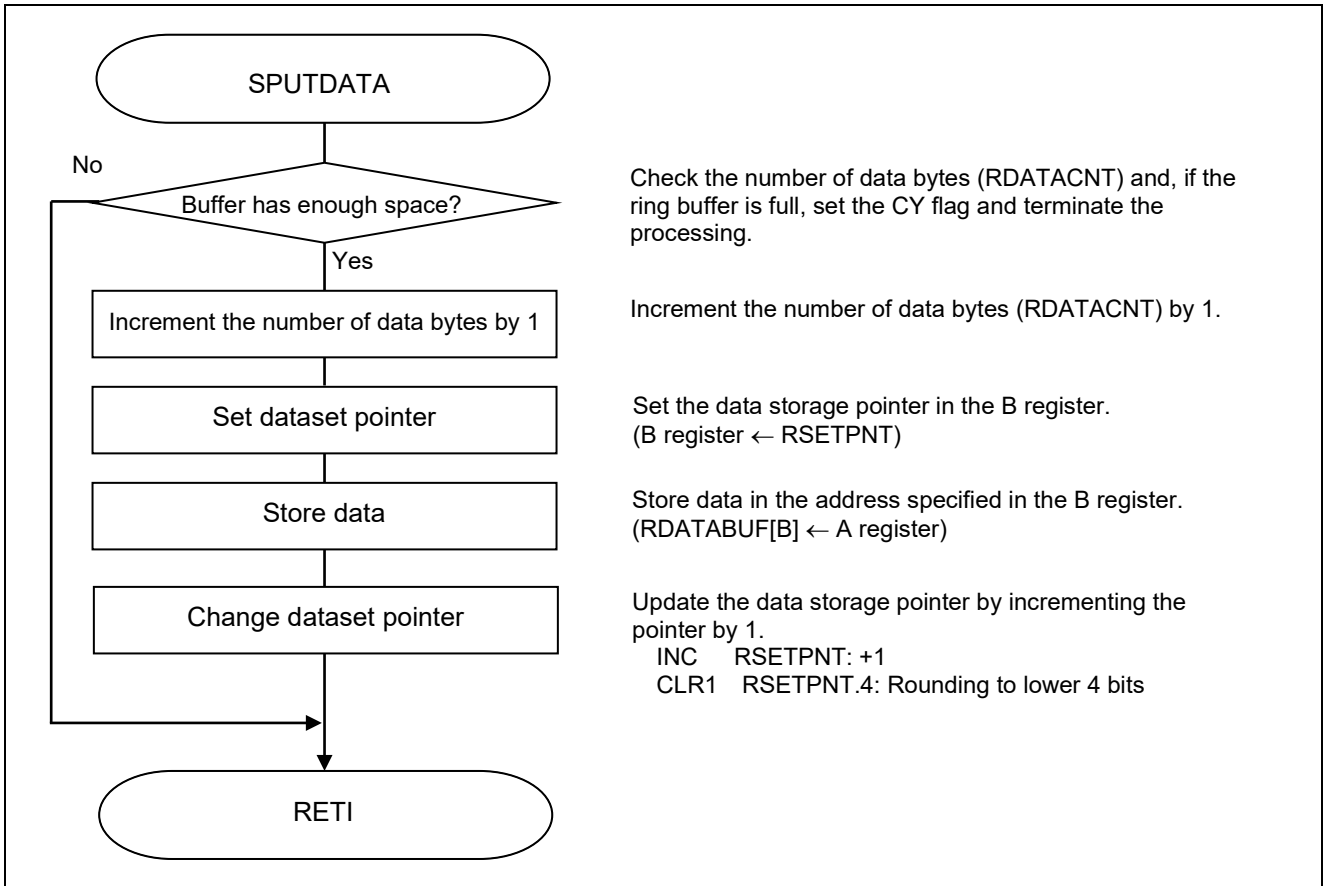 SPUTDATA
No
Buffer has enough space?
Check the number of data bytes (RDATACNT) and, if the
ring buffer is full, set the CY flag and terminate the
processing.
Yes
Increment the number of data bytes by 1
Increment the number of data bytes (RDATACNT) by 1.
Set dataset pointer
Set the data storage pointer in the B register.
(B register ← RSETPNT)
Store data
Store data in the address specified in the B register.
(RDATABUF[B] ← A register)
Change dataset pointer
Update the data storage pointer by incrementing the
pointer by 1.
INC RSETPNT: +1
CLR1 RSETPNT.4: Rounding to lower 4 bits
RETI